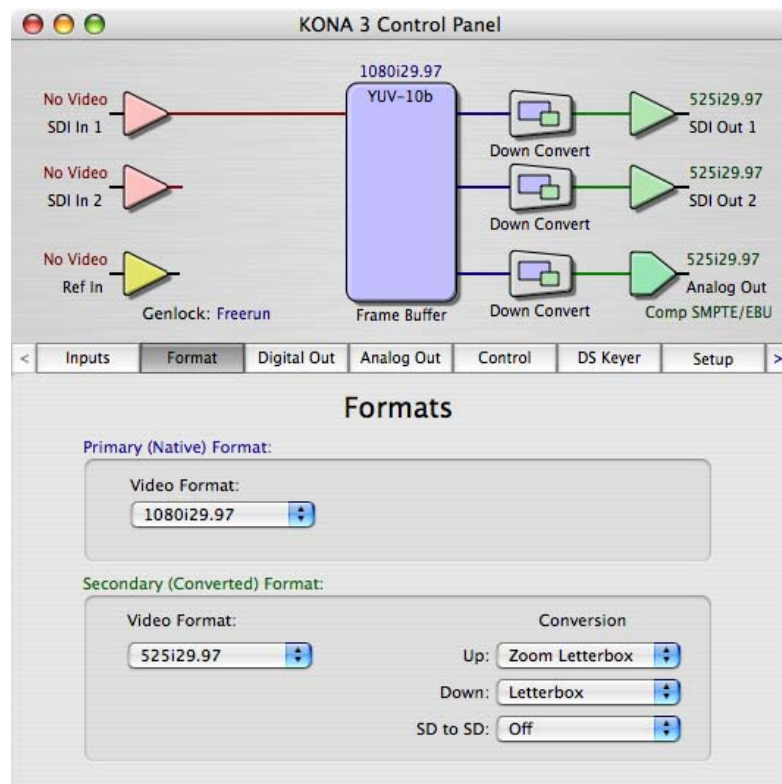 KONA 3 Control Panel
1080i29.97
YUV-10b
No Video
SDI In 1
Down Convert
525i29.97
SDI Out 1
No Video
SDI In 2
Down Convert
525i29.97
SDI Out 2
No Video
Ref In
Genlock: Freerun
Frame Buffer
Down Convert
525i29.97
Analog Out
Comp SMPTE/EBU
< Inputs Format Digital Out Analog Out Control DS Keyer Setup >
Formats
Primary (Native) Format:
Video Format:
1080i29.97
Secondary (Converted) Format:
Video Format:
525i29.97
Conversion
Up: Zoom Letterbox
Down: Letterbox
SD to SD: Off